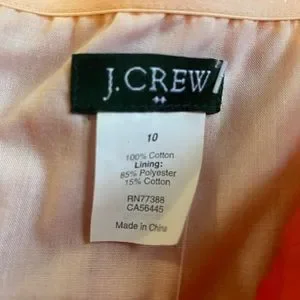 J.CREW
10
100% Cotton
Lining:
85% Polyester
15% Cotton
RN77388
CA56445
Made in China